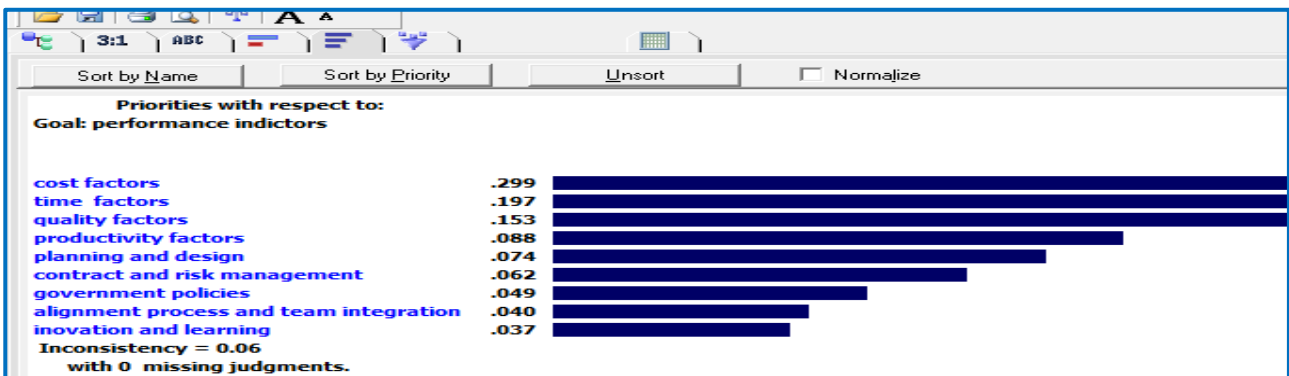 A A
3:1 ABC
Sort by Name Sort by Priority Unsort Normalize
Priorities with respect to:
Goal: performance indictors
cost factors .299
time factors .197
quality factors .153
productivity factors .088
planning and design .074
contract and risk management .062
government policies .049
alignment process and team integration .040
inovation and learning .037
Inconsistency = 0.06
with 0 missing judgments.